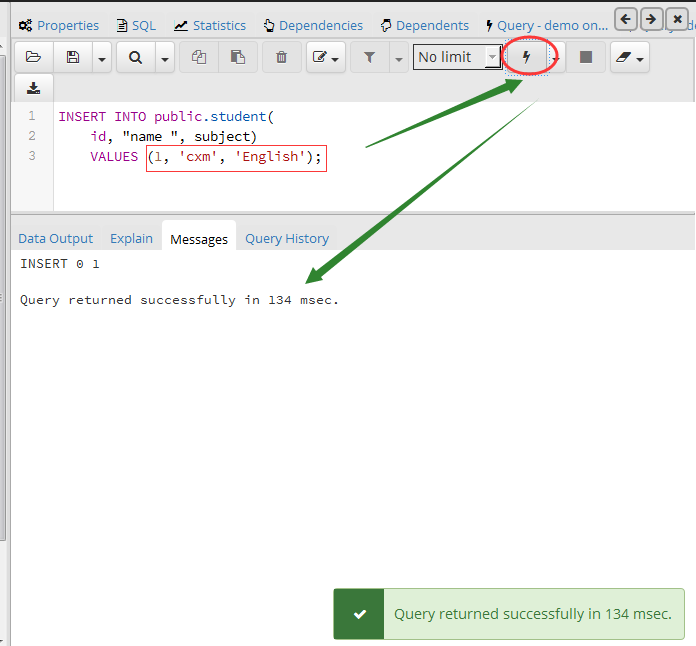 Properties SQL Statistics Dependencies Dependents Query - demo on...
No limit
1 INSERT INTO public.student(
2 id, "name ", subject)
3 VALUES (1, 'cxm', 'English');
Data Output Explain Messages Query History
INSERT 0 1
Query returned successfully in 134 msec.
Query returned successfully in 134 msec.